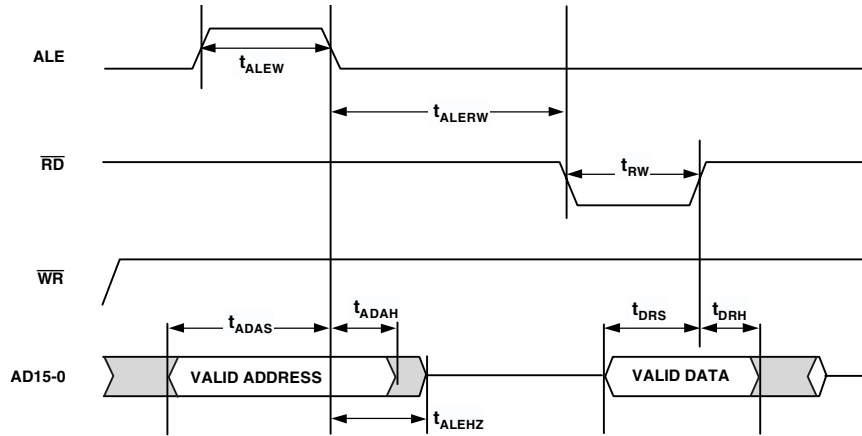 ALE
tALEW
tALERW
RD
tRW
WR
tADAS
tADAH
tDRS
tDRH
AD15-0
VALID ADDRESS
VALID DATA
tALEHZ